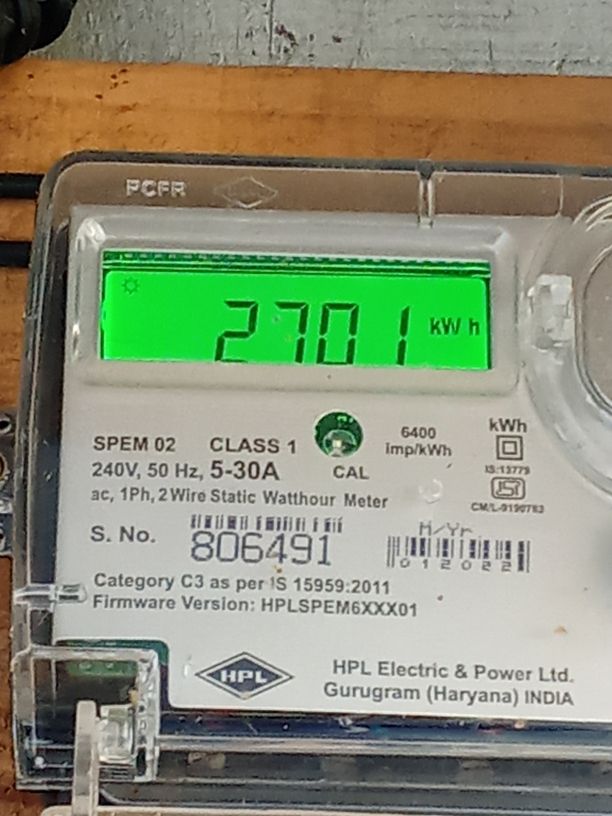 PCFR
2701 kWh
SPEM 02 CLASS 1
240V, 50 Hz, 5-30A
ac, 1Ph, 2 Wire Static Watthour Meter
CAL
6400
imp/kWh
kWh
IS:13779
CM/L-9190763
S. No. 806491
M/Yr
012022
Category C3 as per IS 15959:2011
Firmware Version: HPLSPEM6XXX01
HPL
HPL Electric & Power Ltd.
Gurugram (Haryana) INDIA